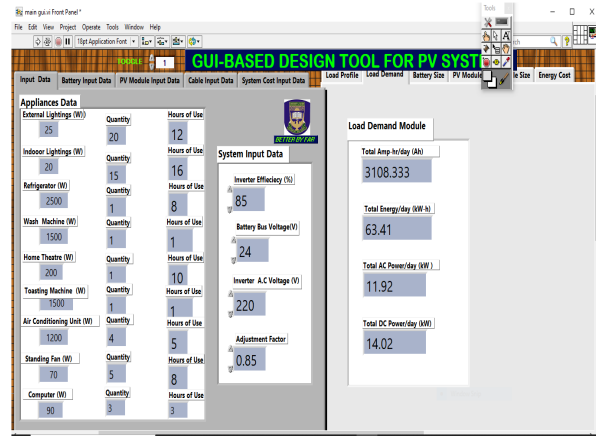 main gui.vi Front Panel *
File Edit View Project Operate Tools Window Help
18pt Application Font
Tools
TOGGLE 1
GUI-BASED DESIGN TOOL FOR PV SYST
Input Data Battery Input Data PV Module Input Data Cable Input Data System Cost Input Data
Load Profile Load Demand Battery Size PV Module le Size Energy Cost
Appliances Data
External Lightings (W)) Quantity Hours of Use
25 20 12
Indooor Lightings (W) Quantity Hours of Use
20 15 16
Refrigerator (W) Quantity Hours of Use
2500 1 8
Wash Machine (W) Quantity Hours of Use
1500 1 1
Home Theatre (W) Quantity Hours of Use
200 1 10
Toasting Machine (W) Quantity Hours of Use
1500 1 1
Air Conditioning Unit (W) Quantity Hours of Use
1200 4 5
Standing Fan (W) Quantity Hours of Use
70 5 8
Computer (W) Quantity Hours of Use
90 3 3
BETTER BY FAR
System Input Data
Inverter Effieciecy (%)
85
Battery Bus Voltage(V)
24
Inverter A.C Voltage (V)
220
Adjustment Factor
0.85
Load Demand Module
Total Amp-hr/day (Ah)
3108.333
Total Energy/day (kW-h)
63.41
Total AC Power/day (kW )
11.92
Total DC Power/day (kW)
14.02